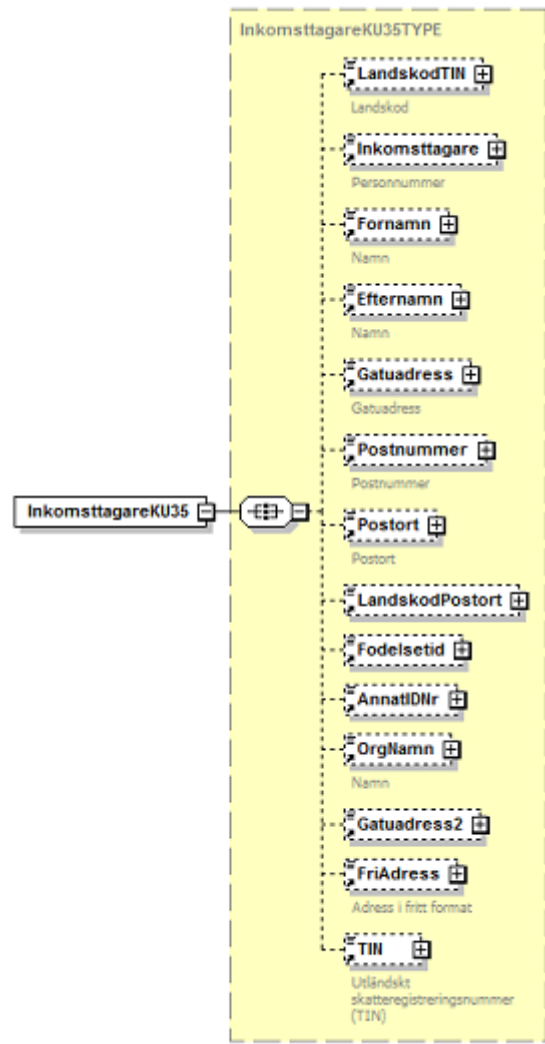 InkomsttagareKU35TYPE
LandskodTIN
Landskod
Inkomsttagare
Personnummer
Fornamn
Namn
Efternamn
Namn
Gatuadress
Gatuadress
Postnummer
Postnummer
InkomsttagareKU35
Postort
Postort
LandskodPostort
Fodelsetid
AnnatIDNr
OrgNamn
Namn
Gatuadress2
FriAdress
Adress i fritt format
TIN
Utländskt
skatteregistreringsnummer
(TIN)